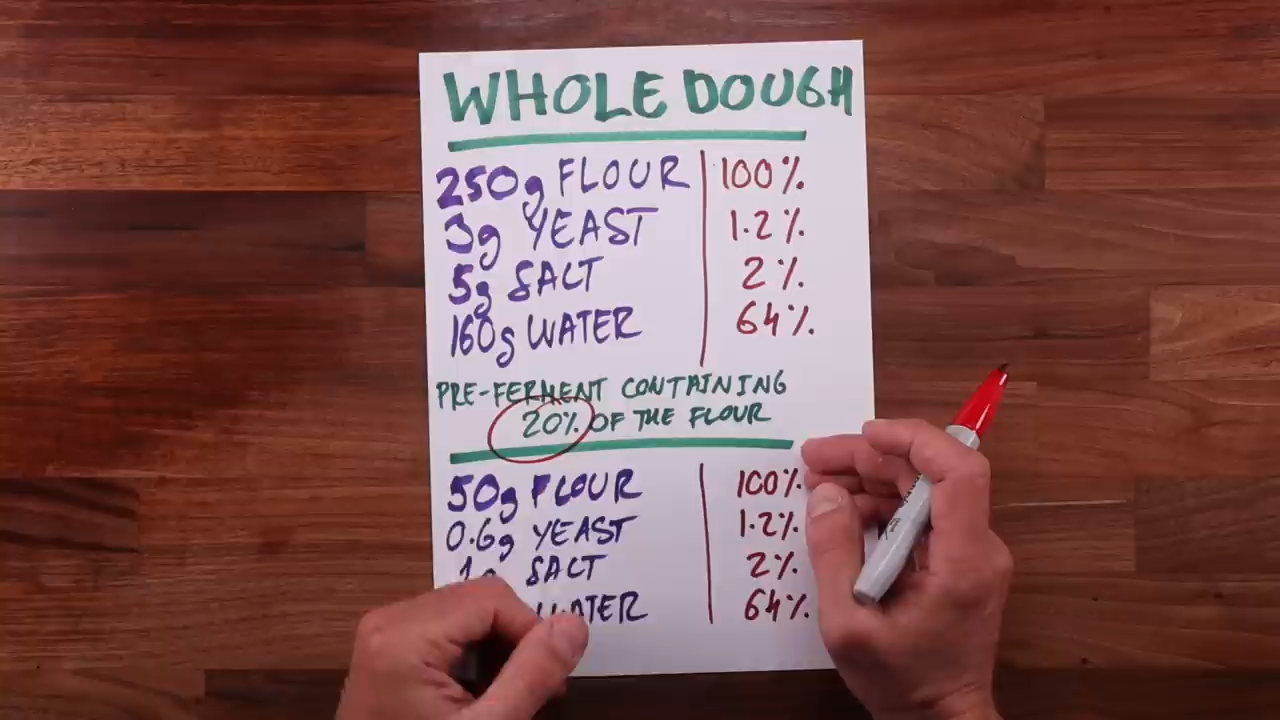 WHOLE DOUGH
250g FLOUR 100%
3g YEAST 1.2%
5g SALT 2%
160g WATER 64%
PRE-FERMENT CONTAINING
20% OF THE FLOUR
50g FLOUR 100%
0.6g YEAST 1.2%
1g SALT 2%
WATER 64%